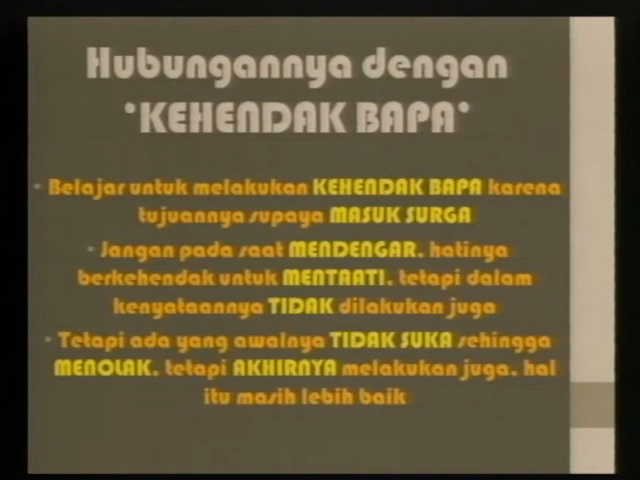 Hubungannya dengan
"KEHENDAK BAPA"
• Belajar untuk melakukan KEHENDAK BAPA karena
tujuannya supaya MASUK SURGA
• Jangan pada saat MENDENGAR, hatinya
berkehendak untuk MENTAATI, tetapi dalam
kenyataannya TIDAK dilakukan juga
• Tetapi ada yang awalnya TIDAK SUKA sehingga
MENOLAK, tetapi AKHIRNYA melakukan juga, hal
itu masih lebih baik